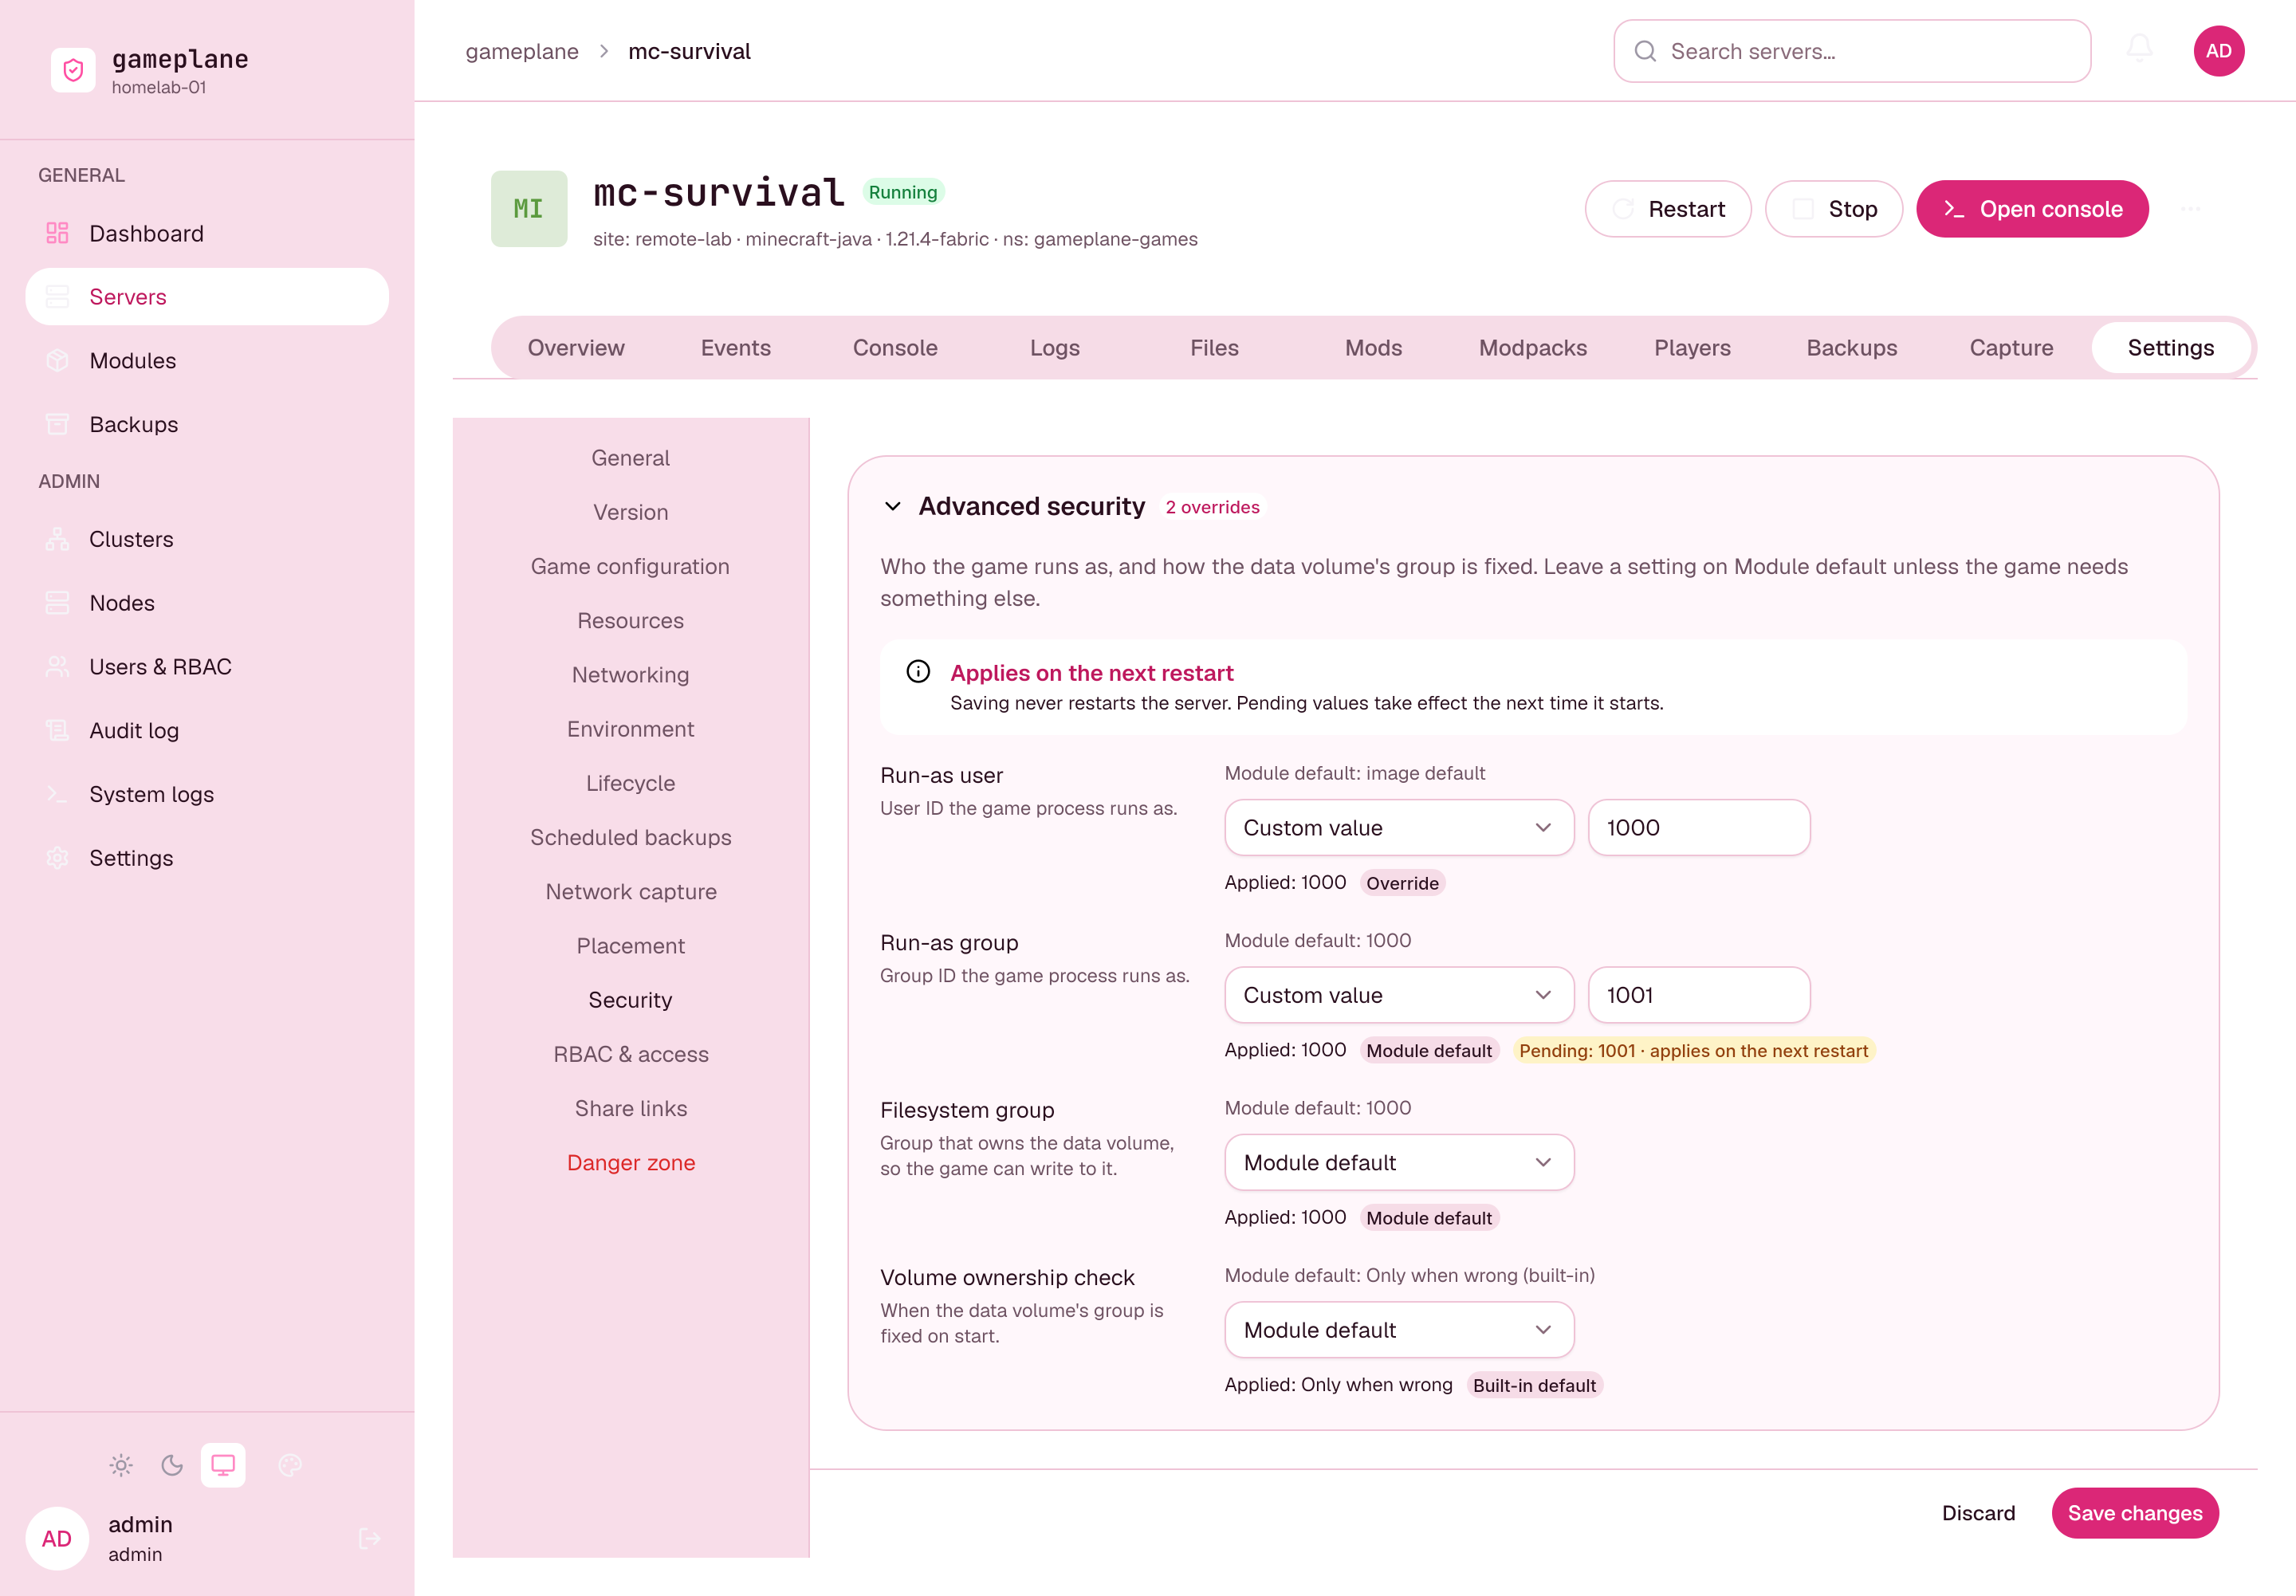 gameplane
homelab-01
GENERAL
Dashboard
Servers
Modules
Backups
ADMIN
Clusters
Nodes
Users & RBAC
Audit log
System logs
Settings
AD
admin
admin
gameplane
mc-survival
Search servers...
AD
MI
mc-survival
Running
site: remote-lab · minecraft-java · 1.21.4-fabric · ns: gameplane-games
Restart
Stop
Open console
Overview
Events
Console
Logs
Files
Mods
Modpacks
Players
Backups
Capture
Settings
General
Version
Game configuration
Resources
Networking
Environment
Lifecycle
Scheduled backups
Network capture
Placement
Security
RBAC & access
Share links
Danger zone
Advanced security
2 overrides
Who the game runs as, and how the data volume's group is fixed. Leave a setting on Module default unless the game needs
something else.
Applies on the next restart
Saving never restarts the server. Pending values take effect the next time it starts.
Run-as user
User ID the game process runs as.
Module default: image default
Custom value
1000
Applied: 1000
Override
Run-as group
Group ID the game process runs as.
Module default: 1000
Custom value
1001
Applied: 1000
Module default
Pending: 1001 · applies on the next restart
Filesystem group
Group that owns the data volume,
so the game can write to it.
Module default: 1000
Module default
Applied: 1000
Module default
Volume ownership check
When the data volume's group is
fixed on start.
Module default: Only when wrong (built-in)
Module default
Applied: Only when wrong
Built-in default
Discard
Save changes